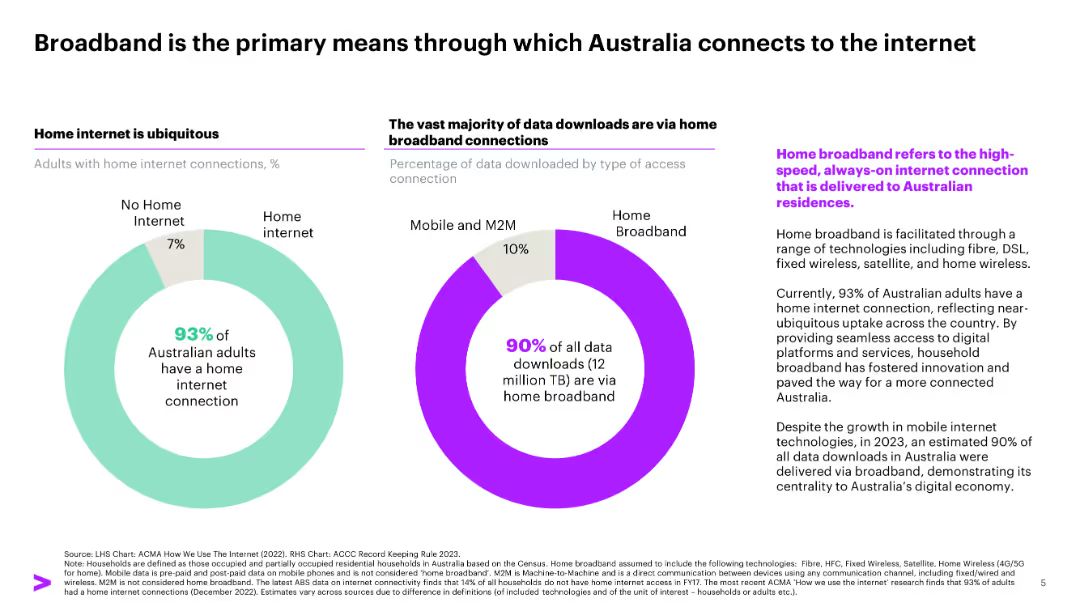 Broadband is the primary means through which Australia connects to the internet
Home internet is ubiquitous
Adults with home internet connections, %
No Home
Internet
7%
Home
internet
93% of
Australian adults
have a home
internet
connection
The vast majority of data downloads are via home
broadband connections
Percentage of data downloaded by type of access
connection
Mobile and M2M
10%
Home
Broadband
90% of all data
downloads (12
million TB) are via
home broadband
Home broadband refers to the high-
speed, always-on internet connection
that is delivered to Australian
residences.
Home broadband is facilitated through a
range of technologies including fibre, DSL,
fixed wireless, satellite, and home wireless.
Currently, 93% of Australian adults have a
home internet connection, reflecting near-
ubiquitous uptake across the country. By
providing seamless access to digital
platforms and services, household
broadband has fostered innovation and
paved the way for a more connected
Australia.
Despite the growth in mobile internet
technologies, in 2023, an estimated 90% of
all data downloads in Australia were
delivered via broadband, demonstrating its
centrality to Australia's digital economy.
Source: LHS Chart: ACMA How We Use The Internet (2022). RHS Chart: ACCC Record Keeping Rule 2023.
Note: Households are defined as those occupied and partially occupied residential households in Australia based on the Census. Home broadband assumed to include the following technologies: Fibre, HFC, Fixed Wireless, Satellite, Home Wireless (4G/5G
for home). Mobile data is pre-paid and post-paid data on mobile phones and is not considered 'home broadband'. M2M is Machine-to-Machine and is a direct communication between devices using any communication channel, including fixed/wired and
wireless. M2M is not considered home broadband. The latest ABS data on internet connectivity finds that 14% of all households do not have home internet access in FY17. The most recent ACMA 'How we use the internet' research finds that 93% of adults
had a home internet connections (December 2022). Estimates vary across sources due to difference in definitions (of included technologies and of the unit of interest – households or adults etc.).
5